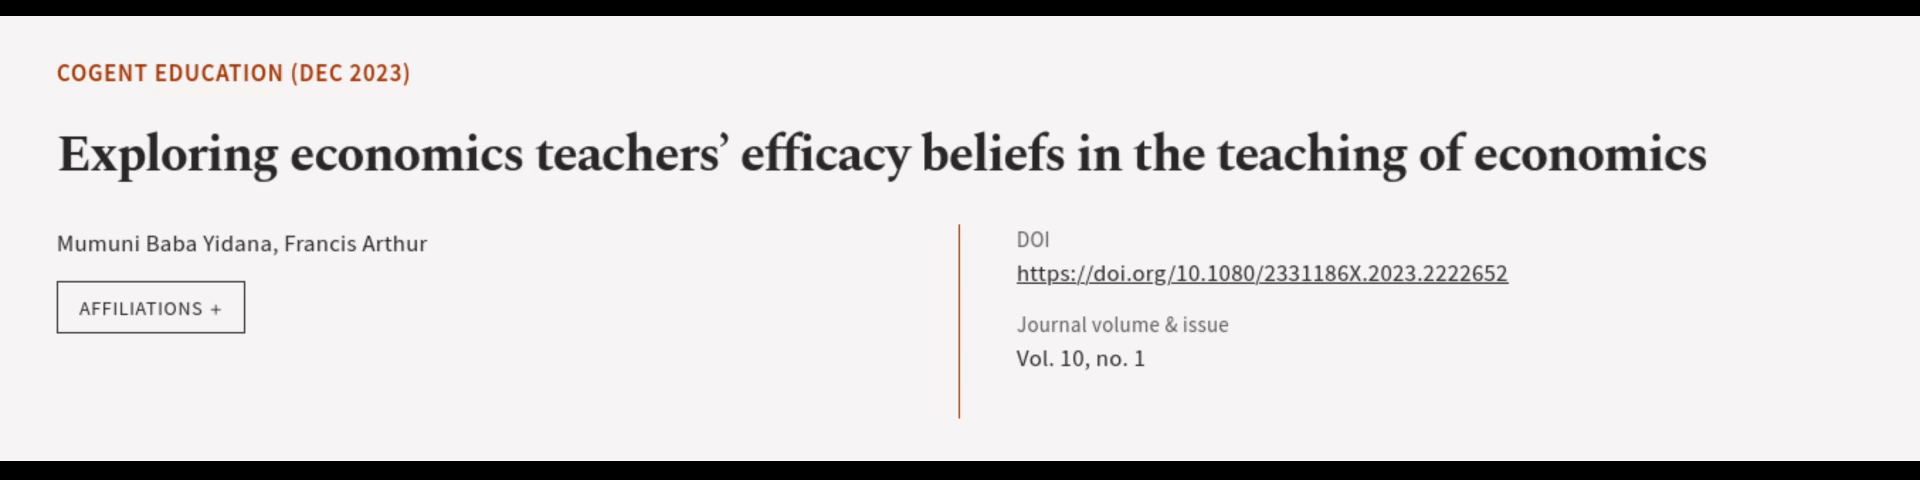 COGENT EDUCATION (DEC 2023)
Exploring economics teachers’ efficacy beliefs in the teaching of economics
Mumuni Baba Yidana, Francis Arthur
AFFILIATIONS +
DOI
https://doi.org/10.1080/2331186X.2023.2222652
Journal volume & issue
Vol. 10, no. 1